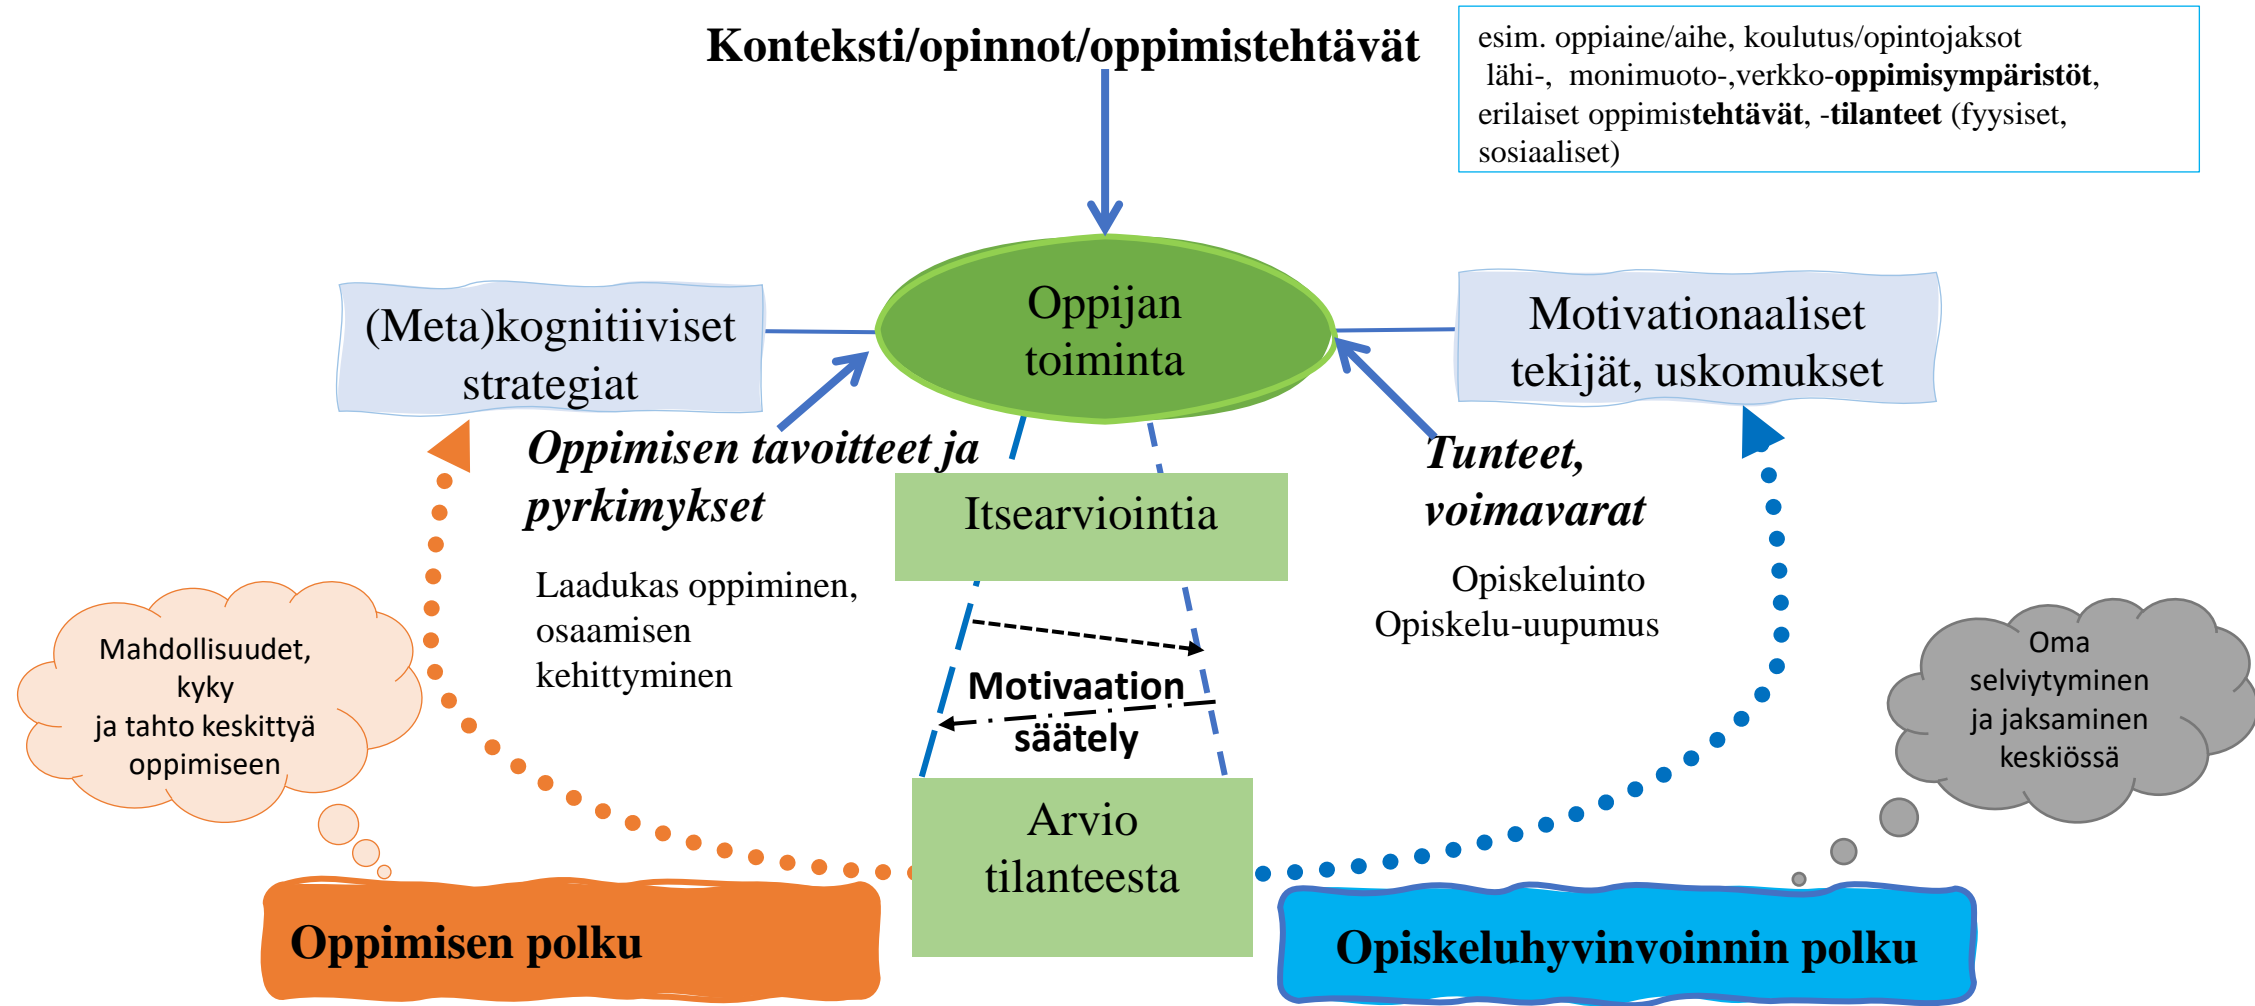 Konteksti/opinnot/oppimistehtävät
esim. oppiaine/aihe, koulutus/opintojaksot
lähi-, monimuoto-,verkko-oppimisympäristöt,
erilaiset oppimistehtävät, -tilanteet (fyysiset,
sosiaaliset)
(Meta)kognitiiviset
strategiat
Oppijan
toiminta
Motivationaaliset
tekijät, uskomukset
Oppimisen tavoitteet ja
pyrkimykset
Itsearviointia
Tunteet,
voimavarat
Laadukas oppiminen,
osaamisen
kehittyminen
Opiskeluinto
Opiskelu-uupumus
Mahdollisuudet,
kyky
ja tahto keskittyä
oppimiseen
Motivaation
säätely
Oma
selviytyminen
ja jaksaminen
keskiössä
Arvio
tilanteesta
Oppimisen polku
Opiskeluhyvinvoinnin polku